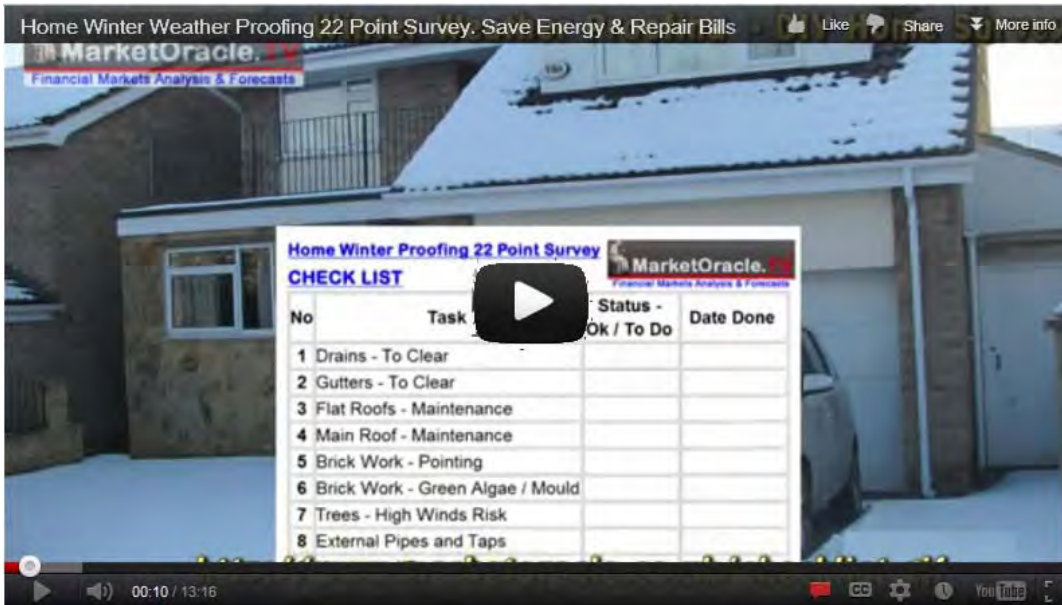 Home Winter Weather Proofing 22 Point Survey. Save Energy & Repair Bills
Like
Share
More info
MarketOracle.TV
Financial Markets Analysis & Forecasts
Home Winter Proofing 22 Point Survey
CHECK LIST
MarketOracle.TV
Financial Markets Analysis & Forecasts
No Task Status - Ok / To Do Date Done
1 Drains - To Clear
2 Gutters - To Clear
3 Flat Roofs - Maintenance
4 Main Roof - Maintenance
5 Brick Work - Pointing
6 Brick Work - Green Algae / Mould
7 Trees - High Winds Risk
8 External Pipes and Taps
00:10 / 13:16
CC
YouTube